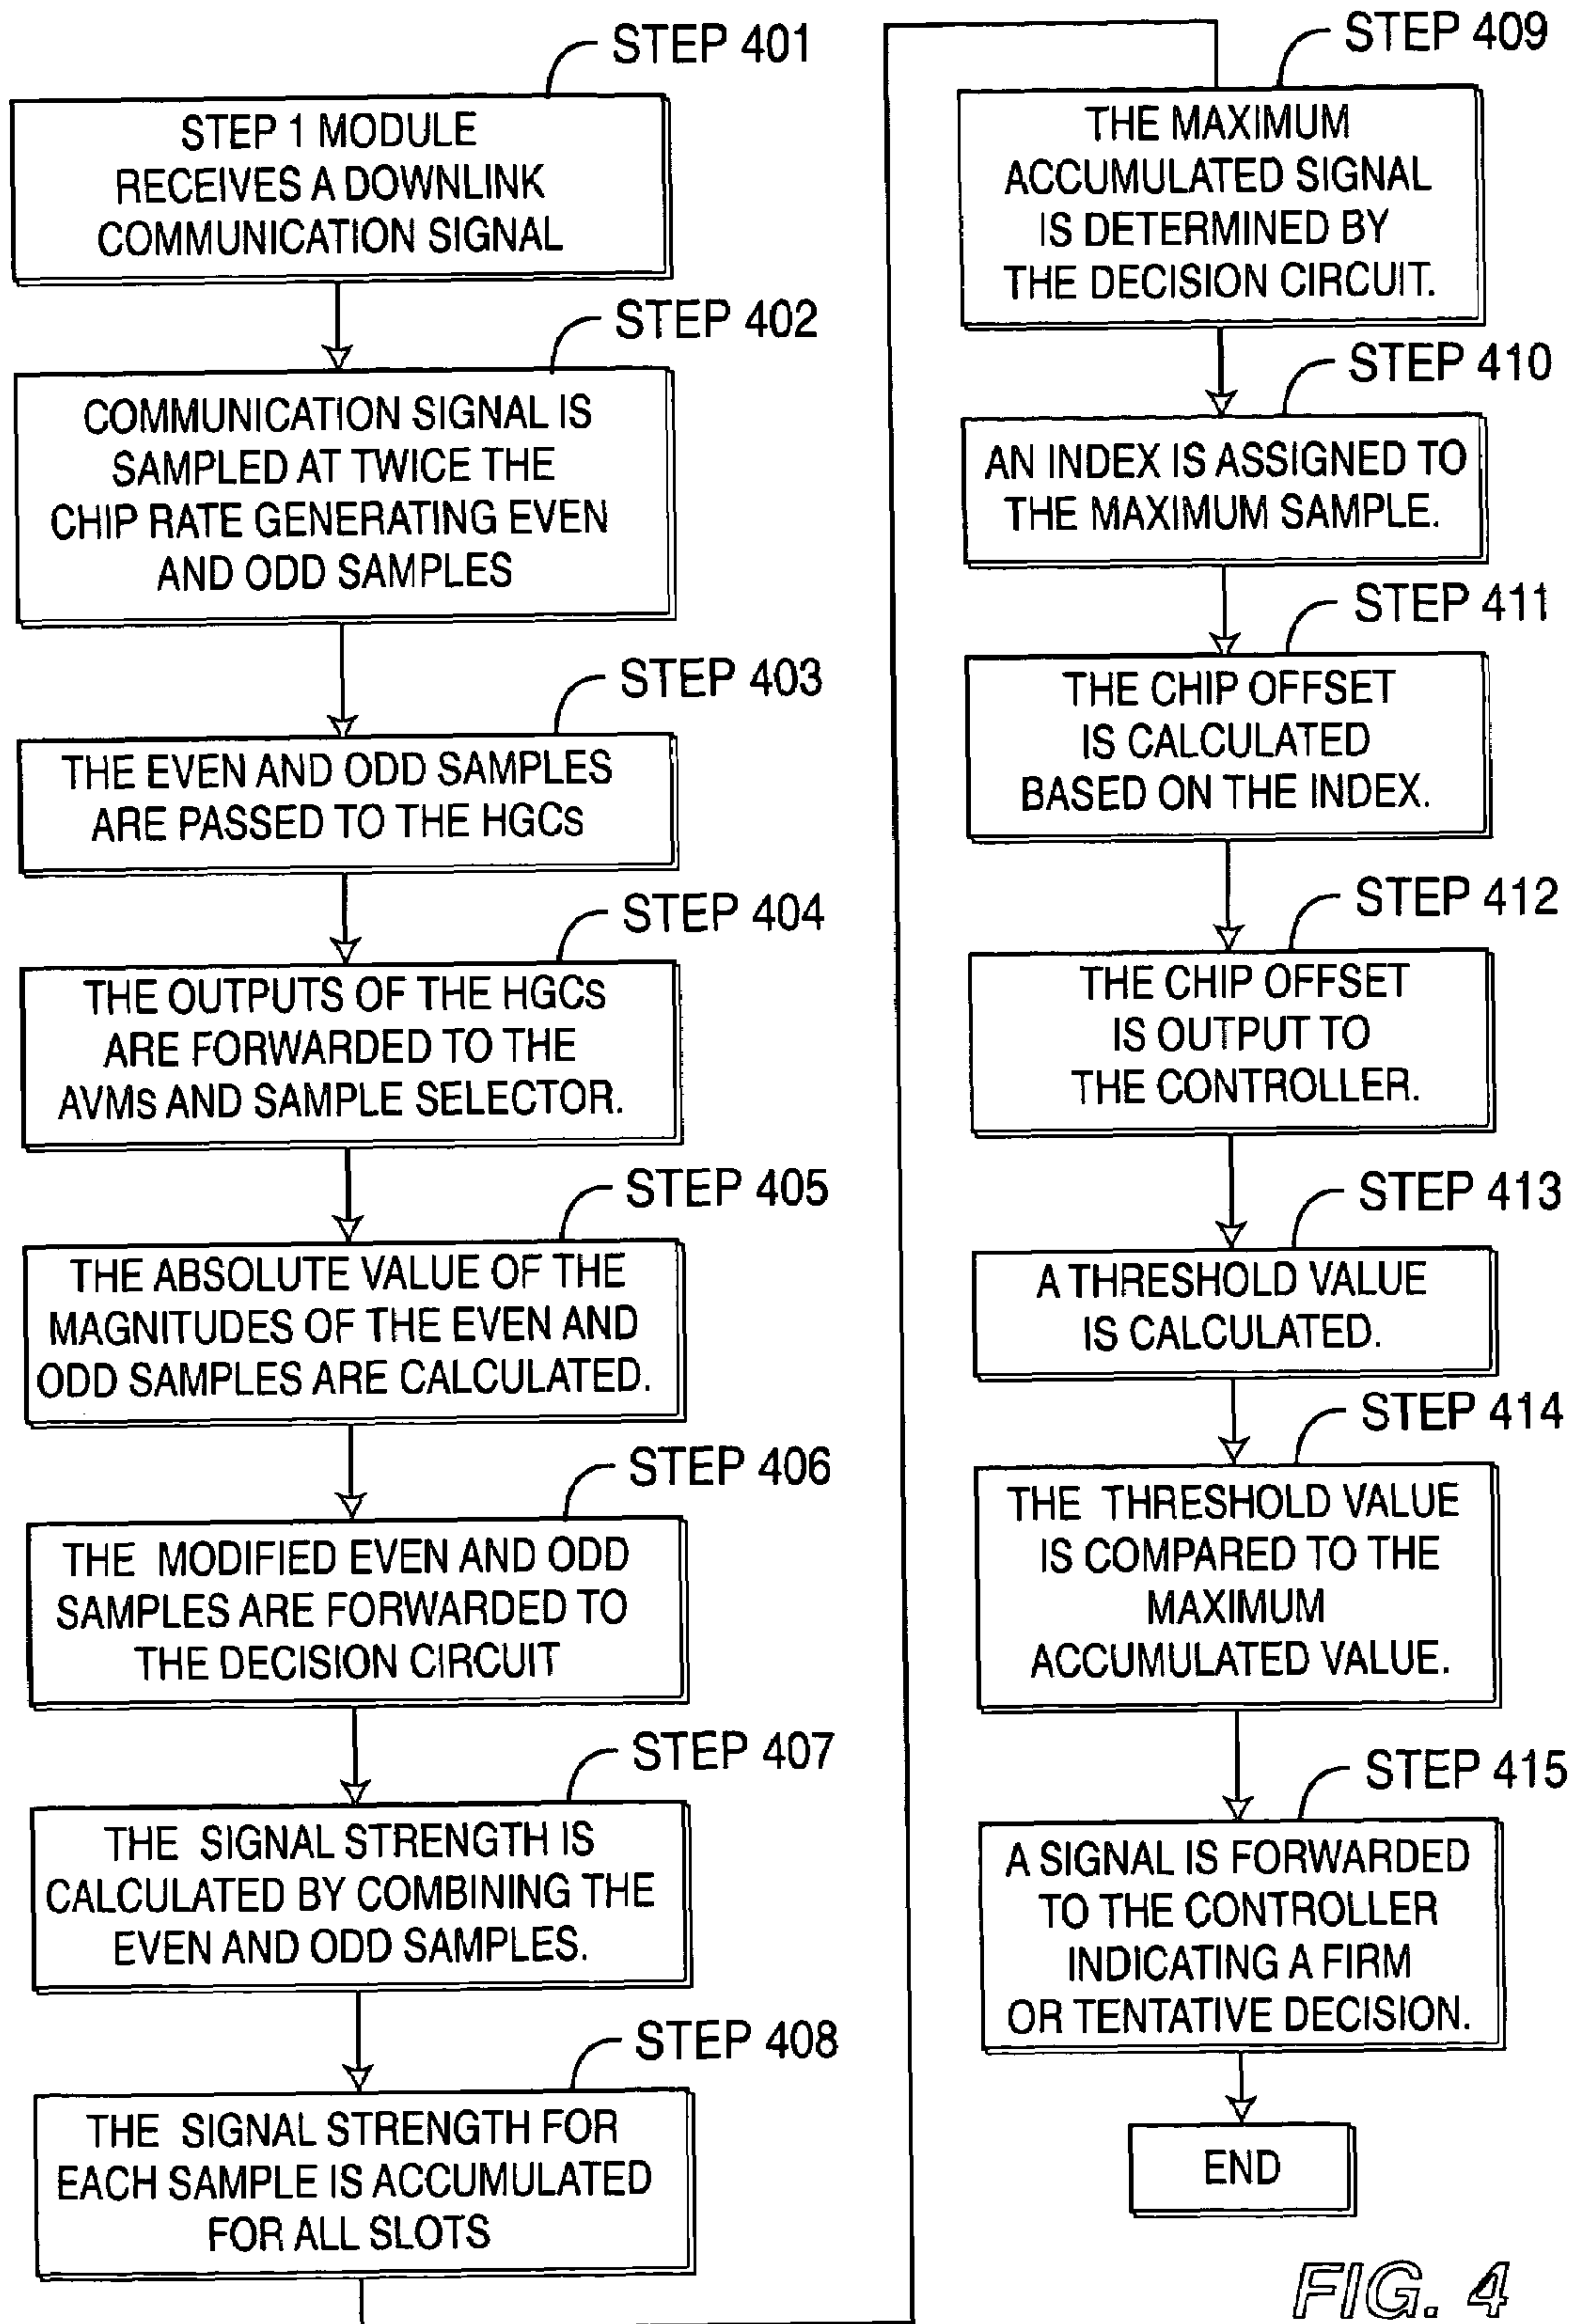 STEP 401
STEP 1 MODULE
RECEIVES A DOWNLINK
COMMUNICATION SIGNAL
STEP 402
COMMUNICATION SIGNAL IS
SAMPLED AT TWICE THE
CHIP RATE GENERATING EVEN
AND ODD SAMPLES
STEP 403
THE EVEN AND ODD SAMPLES
ARE PASSED TO THE HGCs
STEP 404
THE OUTPUTS OF THE HGCs
ARE FORWARDED TO THE
AVMs AND SAMPLE SELECTOR.
STEP 405
THE ABSOLUTE VALUE OF THE
MAGNITUDES OF THE EVEN AND
ODD SAMPLES ARE CALCULATED.
STEP 406
THE MODIFIED EVEN AND ODD
SAMPLES ARE FORWARDED TO
THE DECISION CIRCUIT
STEP 407
THE SIGNAL STRENGTH IS
CALCULATED BY COMBINING THE
EVEN AND ODD SAMPLES.
STEP 408
THE SIGNAL STRENGTH FOR
EACH SAMPLE IS ACCUMULATED
FOR ALL SLOTS
STEP 409
THE MAXIMUM
ACCUMULATED SIGNAL
IS DETERMINED BY
THE DECISION CIRCUIT.
STEP 410
AN INDEX IS ASSIGNED TO
THE MAXIMUM SAMPLE.
STEP 411
THE CHIP OFFSET
IS CALCULATED
BASED ON THE INDEX.
STEP 412
THE CHIP OFFSET
IS OUTPUT TO
THE CONTROLLER.
STEP 413
A THRESHOLD VALUE
IS CALCULATED.
STEP 414
THE THRESHOLD VALUE
IS COMPARED TO THE
MAXIMUM
ACCUMULATED VALUE.
STEP 415
A SIGNAL IS FORWARDED
TO THE CONTROLLER
INDICATING A FIRM
OR TENTATIVE DECISION.
END
FIG. 4